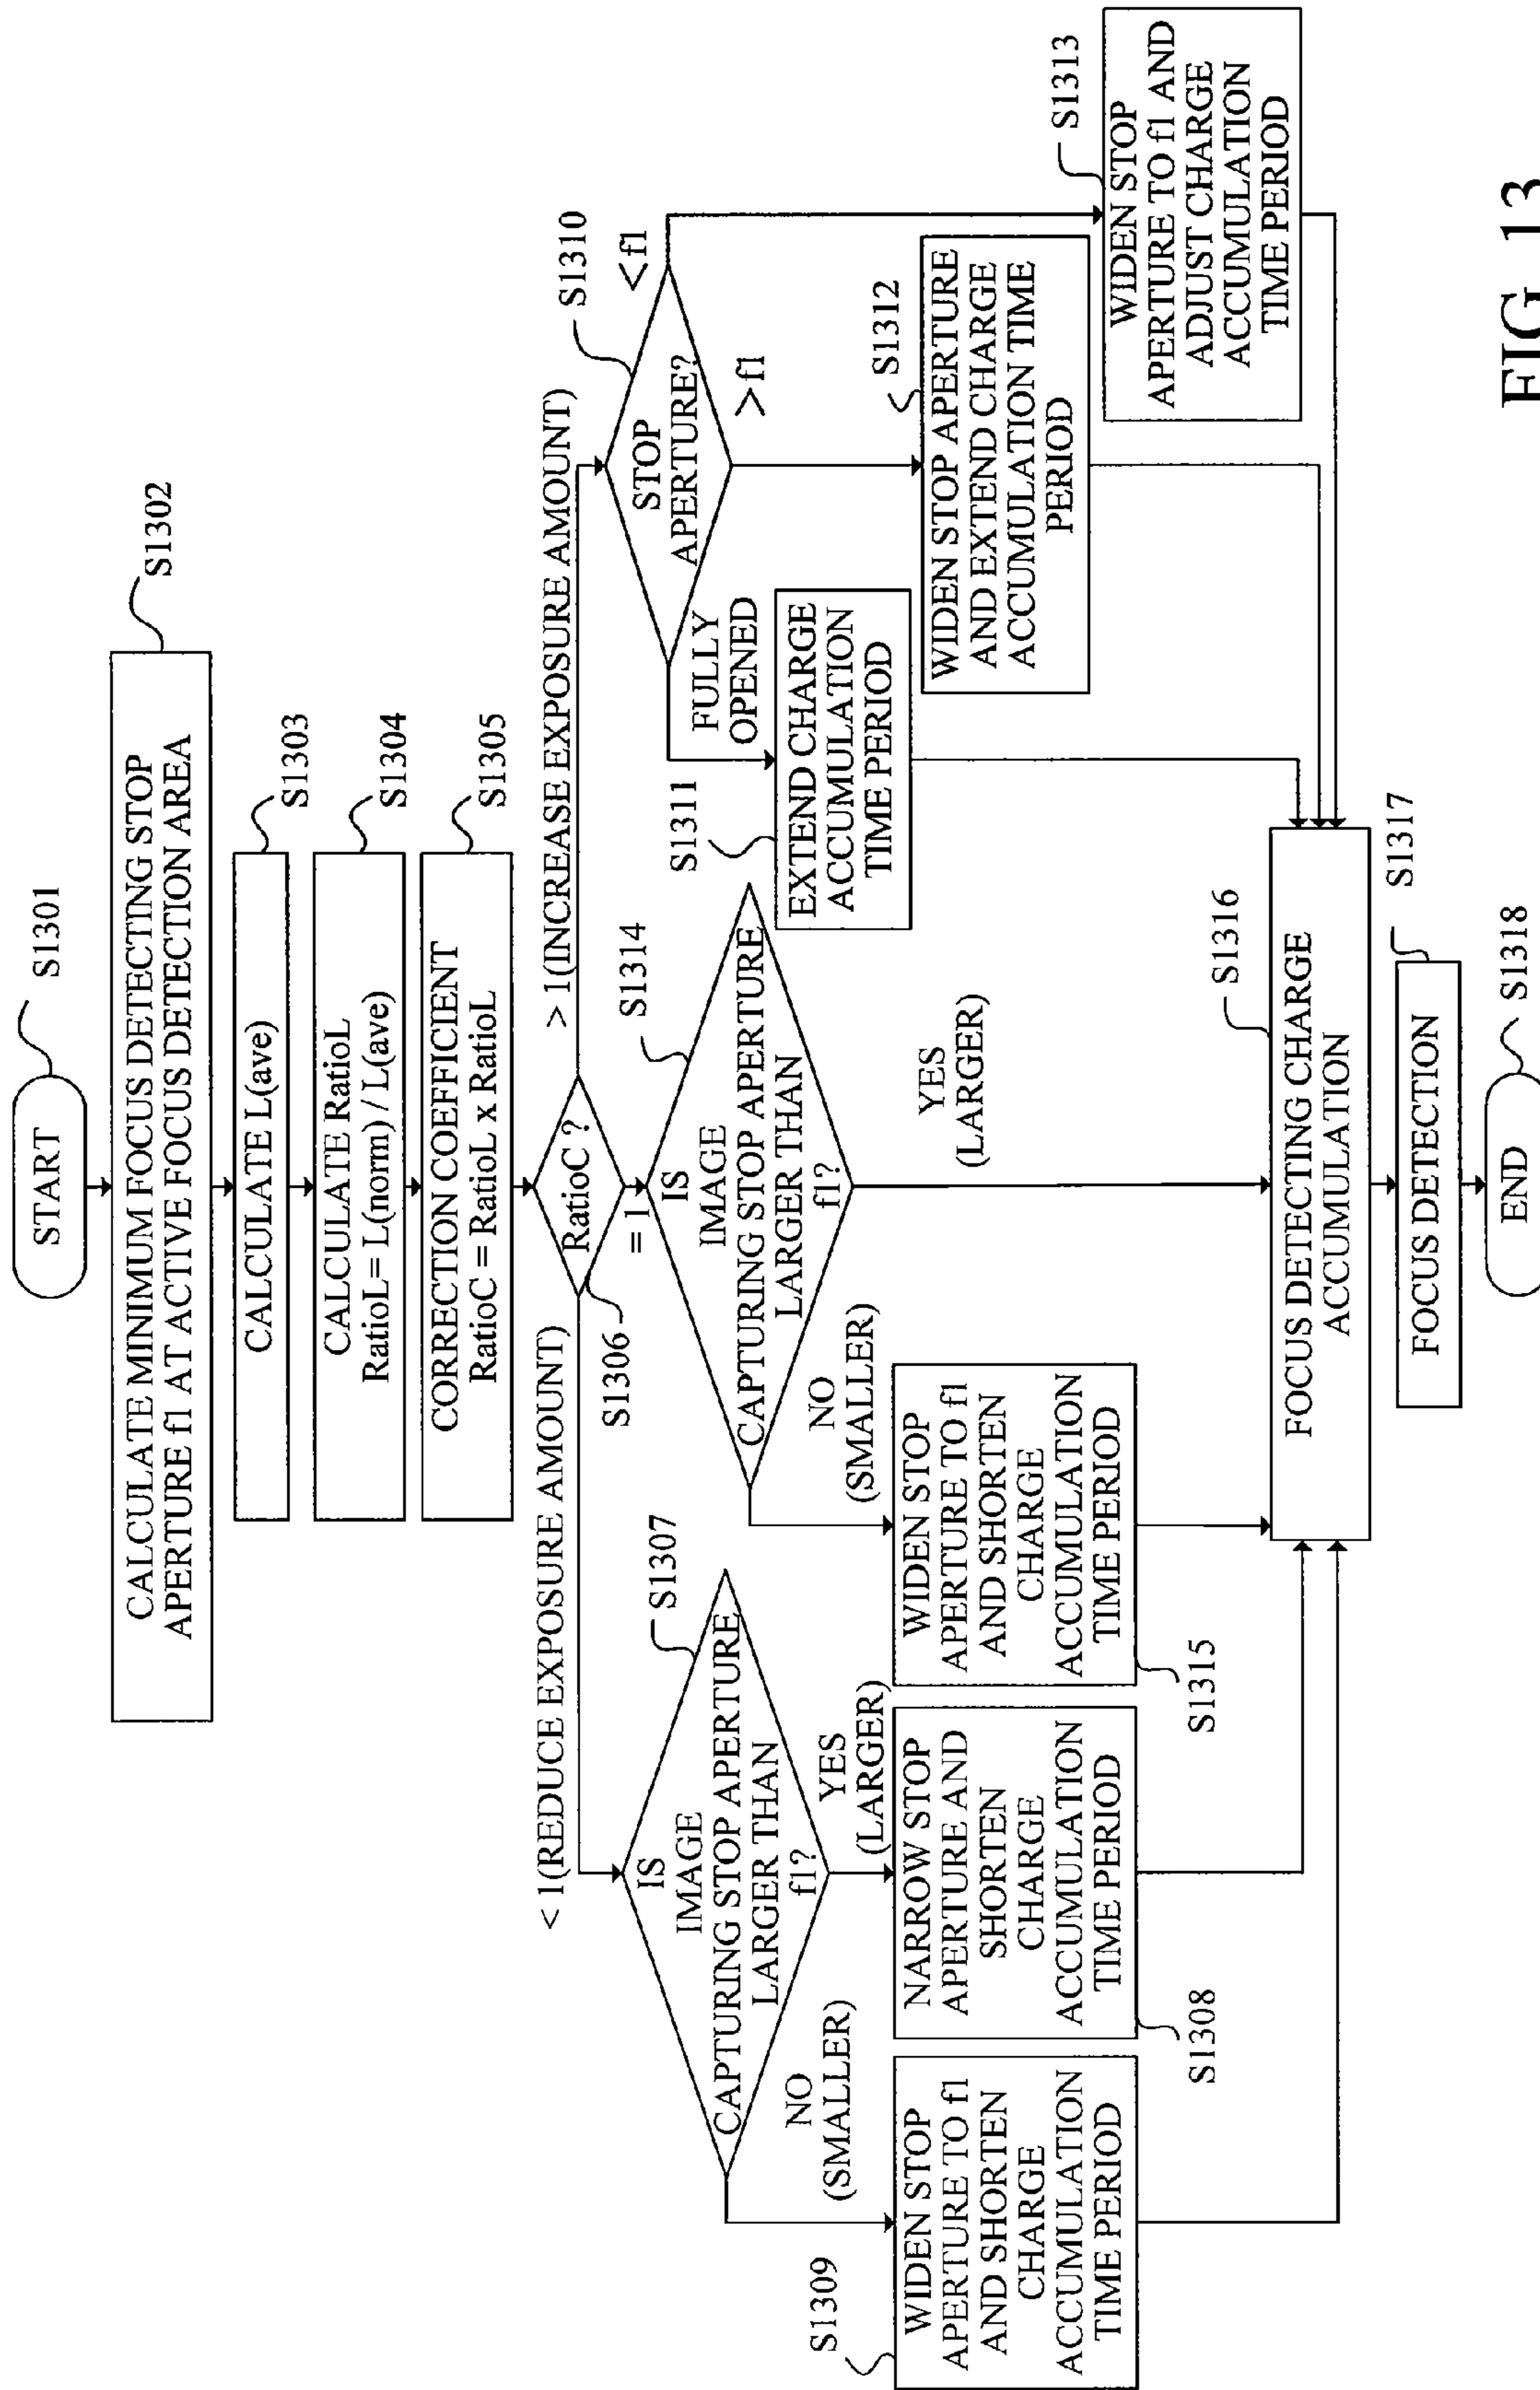 START
S1301
CALCULATE MINIMUM FOCUS DETECTING STOP
APERTURE f1 AT ACTIVE FOCUS DETECTION AREA
S1302
CALCULATE L(ave)
S1303
CALCULATE RatioL
RatioL= L(norm) / L(ave)
S1304
CORRECTION COEFFICIENT
RatioC = RatioL x RatioL
S1305
RatioC ?
S1306
< 1(REDUCE EXPOSURE AMOUNT)
= 1
> 1(INCREASE EXPOSURE AMOUNT)
IS
IMAGE
CAPTURING STOP APERTURE
LARGER THAN
f1?
S1307
NO
(SMALLER)
YES
(LARGER)
S1309
WIDEN STOP
APERTURE TO f1
AND SHORTEN
CHARGE
ACCUMULATION
TIME PERIOD
NARROW STOP
APERTURE AND
SHORTEN
CHARGE
ACCUMULATION
TIME PERIOD
S1308
IS
IMAGE
CAPTURING STOP APERTURE
LARGER THAN
f1?
S1314
NO
(SMALLER)
YES
(LARGER)
WIDEN STOP
APERTURE TO f1
AND SHORTEN
CHARGE
ACCUMULATION
TIME PERIOD
S1315
STOP
APERTURE?
S1310
FULLY
OPENED
>f1
<f1
S1311
EXTEND CHARGE
ACCUMULATION
TIME PERIOD
S1312
WIDEN STOP APERTURE
AND EXTEND CHARGE
ACCUMULATION TIME
PERIOD
S1313
WIDEN STOP
APERTURE TO f1 AND
ADJUST CHARGE
ACCUMULATION
TIME PERIOD
S1316
FOCUS DETECTING CHARGE
ACCUMULATION
S1317
FOCUS DETECTION
END
S1318
FIG. 13